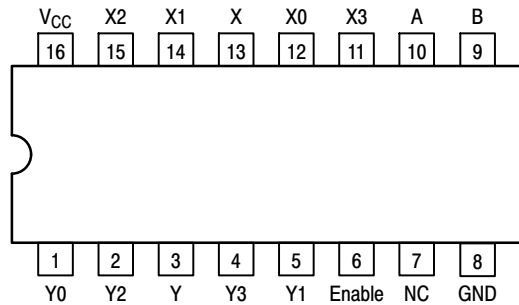 VCC X2 X1 X X0 X3 A B
16 15 14 13 12 11 10 9
1 2 3 4 5 6 7 8
Y0 Y2 Y Y3 Y1 Enable NC GND